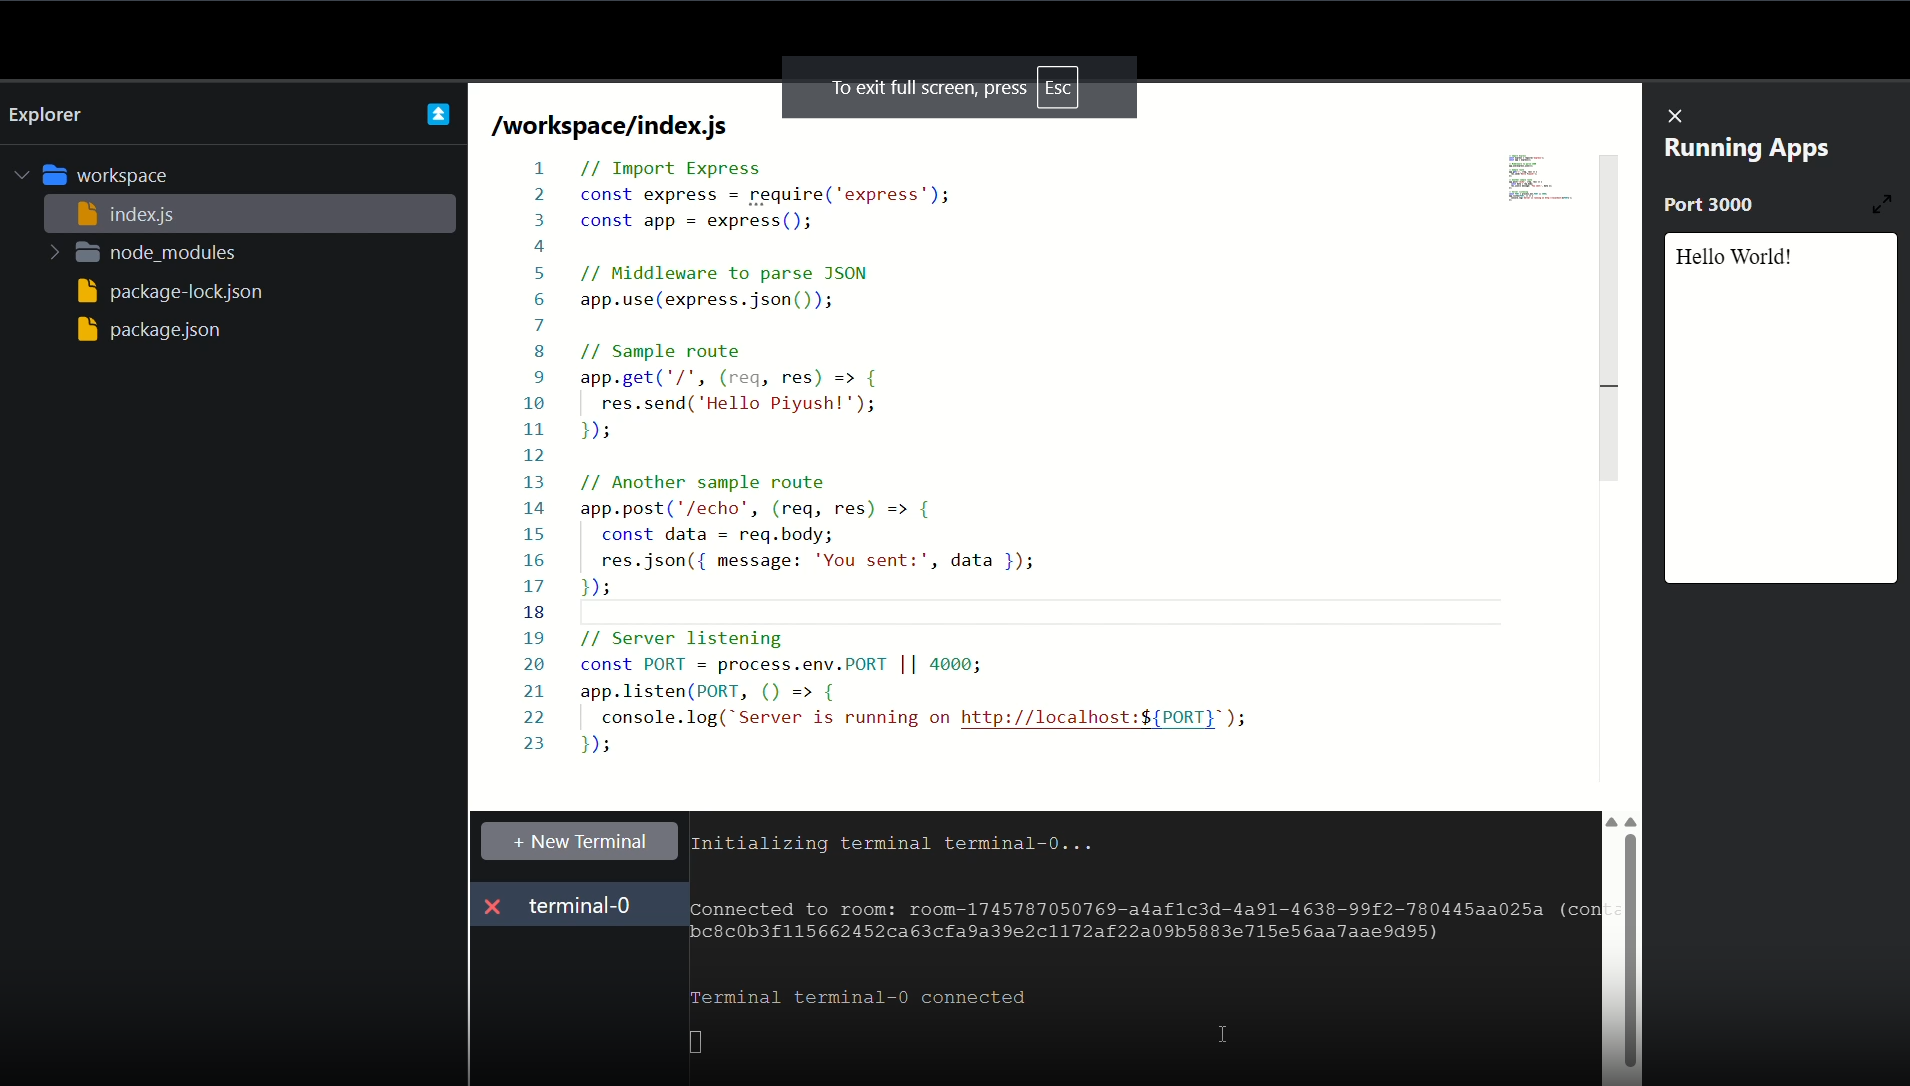 To exit full screen, press Esc
Explorer
workspace
index.js
node_modules
package-lock.json
package.json
/workspace/index.js
1 // Import Express
2 const express = require('express');
3 const app = express();
4
5 // Middleware to parse JSON
6 app.use(express.json());
7
8 // Sample route
9 app.get('/', (req, res) => {
10 res.send('Hello Piyush!');
11 });
12
13 // Another sample route
14 app.post('/echo', (req, res) => {
15 const data = req.body;
16 res.json({ message: 'You sent:', data });
17 });
18
19 // Server listening
20 const PORT = process.env.PORT || 4000;
21 app.listen(PORT, () => {
22 console.log(`Server is running on http://localhost:${PORT}`);
23 });
+ New Terminal
terminal-0
Initializing terminal terminal-0...
Connected to room: room-1745787050769-a4af1c3d-4a91-4638-99f2-780445aa025a (conta
bc8c0b3f115662452ca63cfa9a39e2c1172af22a09b5883e715e56aa7aae9d95)
Terminal terminal-0 connected
Running Apps
Port 3000
Hello World!